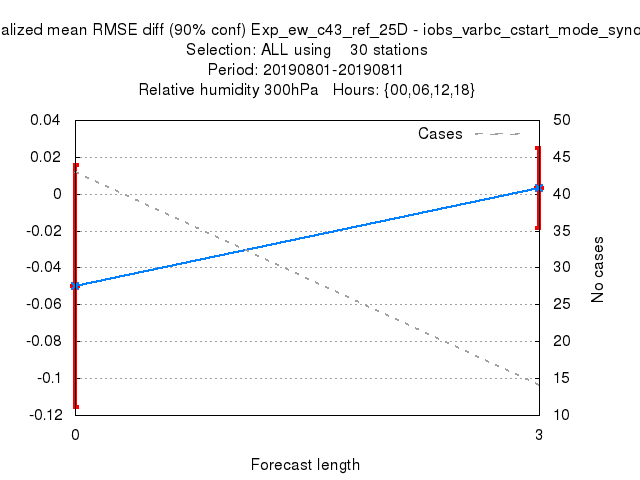 alized mean RMSE diff (90% conf) Exp_ew_c43_ref_25D - iobs_varbc_cstart_mode_syno
Selection: ALL using 30 stations
Period: 20190801-20190811
Relative humidity 300hPa Hours: {00,06,12,18}
Cases
0.04
0.02
0
-0.02
-0.04
-0.06
-0.08
-0.1
-0.12
50
45
40
35
30
25
20
15
10
No cases
0 3
Forecast length